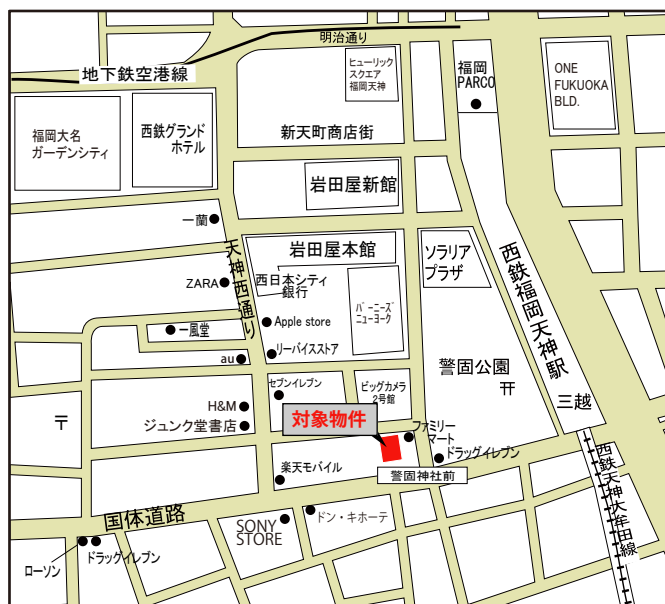 明治通り
地下鉄空港線
ヒューリック
スクエア
福岡天神
福岡
PARCO
ONE
FUKUOKA
BLD.
福岡大名
ガーデンシティ
西鉄グランド
ホテル
新天町商店街
岩田屋新館
一蘭
天神西通り
岩田屋本館
ソラリア
プラザ
西鉄福岡天神駅
ZARA
西日本シティ
銀行
バーニーズ
ニューヨーク
Apple store
一風堂
リーバイスストア
au
警固公園
セブンイレブン
ビッグカメラ
2号館
三越
H&M
ジュンク堂書店
〒
対象物件
ファミリー
マート
ドラッグイレブン
楽天モバイル
警固神社前
西鉄天神大牟田線
国体道路
SONY
STORE
ドン・キホーテ
ローソン
ドラッグイレブン